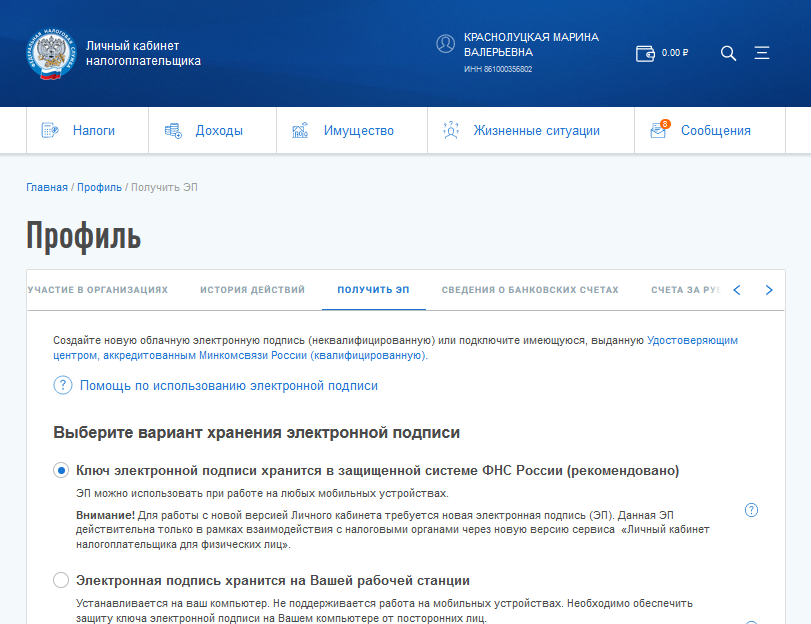 Личный кабинет
налогоплательщика
КРАСНОЛУЦКАЯ МАРИНА
ВАЛЕРЬЕВНА
ИНН 861000356802
0.00 ₽
Налоги
Доходы
Имущество
Жизненные ситуации
8
Сообщения
Главная / Профиль / Получить ЭП
Профиль
УЧАСТИЕ В ОРГАНИЗАЦИЯХ
ИСТОРИЯ ДЕЙСТВИЙ
ПОЛУЧИТЬ ЭП
СВЕДЕНИЯ О БАНКОВСКИХ СЧЕТАХ
СЧЕТА ЗА РУБ
Создайте новую облачную электронную подпись (неквалифицированную) или подключите имеющуюся, выданную Удостоверяющим
центром, аккредитованным Минкомсвязи России (квалифицированную).
? Помощь по использованию электронной подписи
Выберите вариант хранения электронной подписи
Ключ электронной подписи хранится в защищенной системе ФНС России (рекомендовано)
ЭП можно использовать при работе на любых мобильных устройствах.
Внимание! Для работы с новой версией Личного кабинета требуется новая электронная подпись (ЭП). Данная ЭП
действительна только в рамках взаимодействия с налоговыми органами через новую версию сервиса «Личный кабинет
налогоплательщика для физических лиц».
?
Электронная подпись хранится на Вашей рабочей станции
Устанавливается на ваш компьютер. Не поддерживается работа на мобильных устройствах. Необходимо обеспечить
защиту ключа электронной подписи на Вашем компьютере от посторонних лиц.